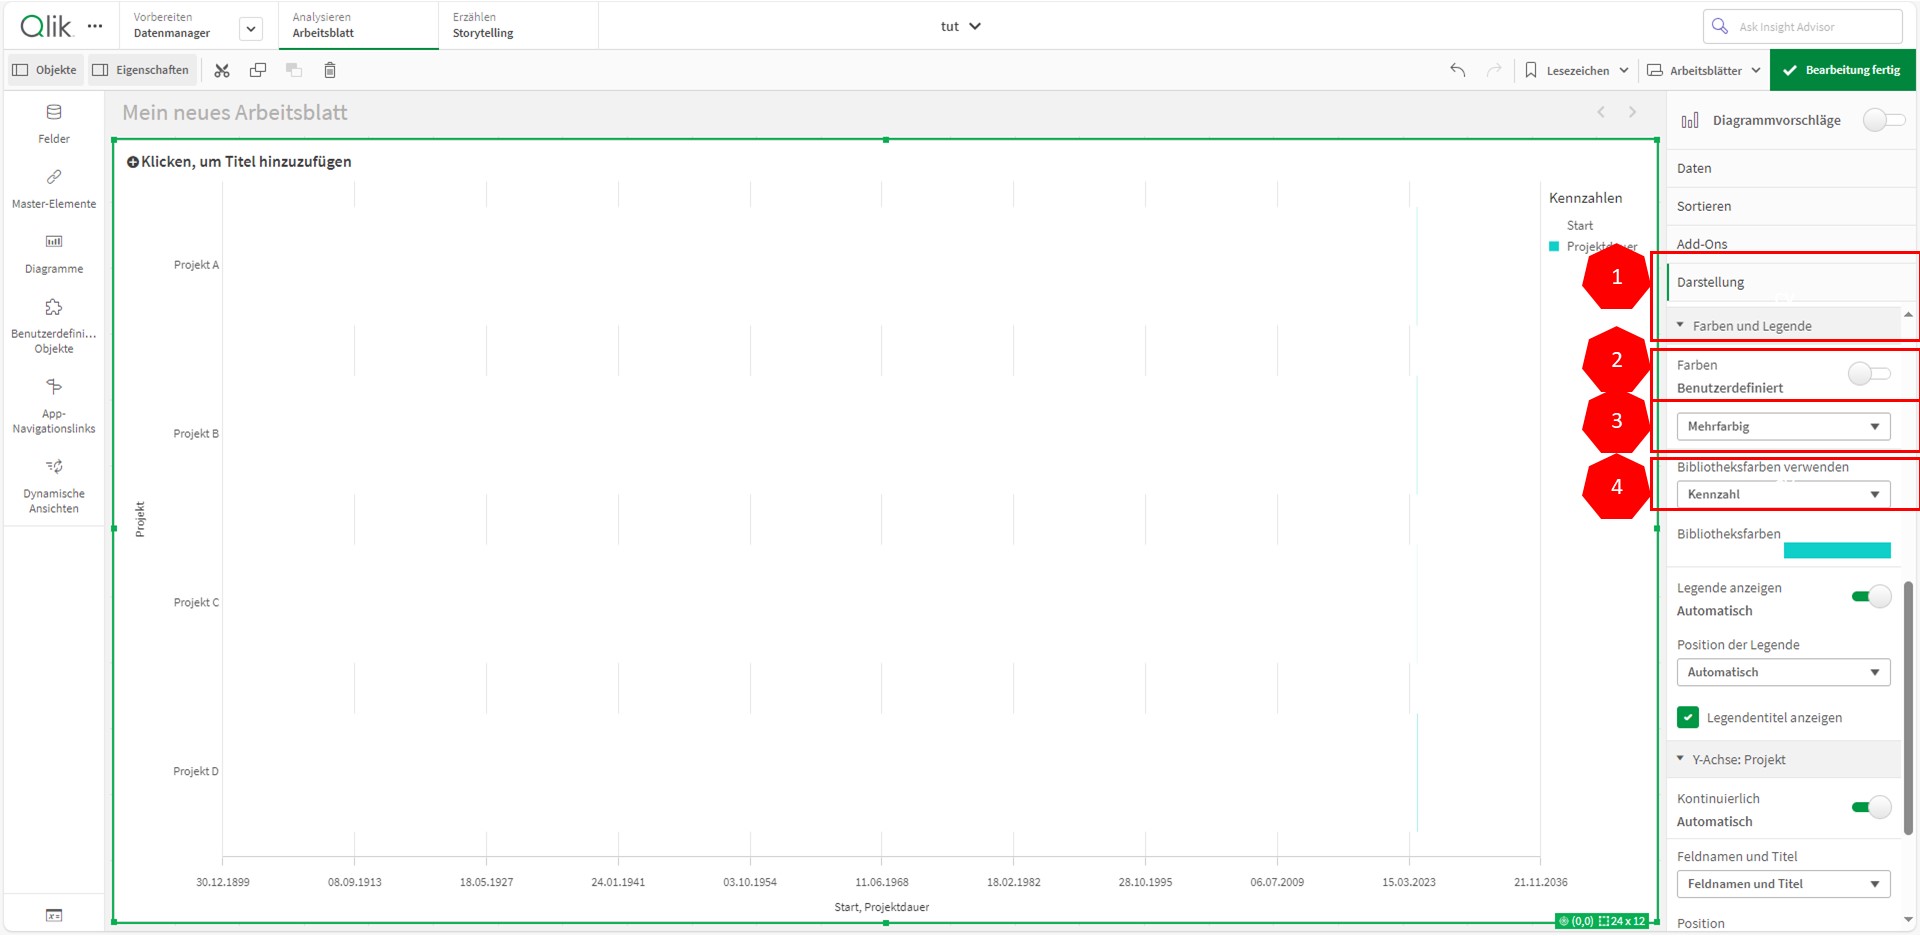 Qlik
Vorbereiten
Datenmanager
Analysieren
Arbeitsblatt
Erzählen
Storytelling
tut
Ask Insight Advisor
Objekte
Eigenschaften
Lesezeichen
Arbeitsblätter
Bearbeitung fertig
Felder
Master-Elemente
Diagramme
Benutzerdefini...
Objekte
App-
Navigationslinks
Dynamische
Ansichten
Mein neues Arbeitsblatt
Klicken, um Titel hinzuzufügen
Projekt
Projekt A
Projekt B
Projekt C
Projekt D
30.12.1899
08.09.1913
18.05.1927
24.01.1941
03.10.1954
11.06.1968
18.02.1982
28.10.1995
06.07.2009
15.03.2023
21.11.2036
Start, Projektdauer
Kennzahlen
Start
Projektdauer
(0,0) 24 x 12
1
2
3
4
Diagrammvorschläge
Daten
Sortieren
Add-Ons
Darstellung
Farben und Legende
Farben
Benutzerdefiniert
Mehrfarbig
Bibliotheksfarben verwenden
Kennzahl
Bibliotheksfarben
Legende anzeigen
Automatisch
Position der Legende
Automatisch
Legendentitel anzeigen
Y-Achse: Projekt
Kontinuierlich
Automatisch
Feldnamen und Titel
Feldnamen und Titel
Position